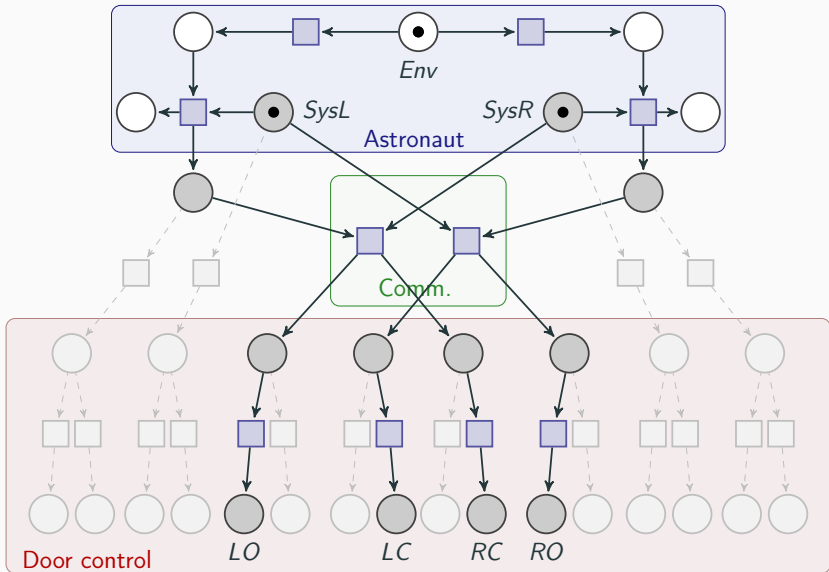 Env
SysL
SysR
Astronaut
Comm.
LO
LC
RC
RO
Door control